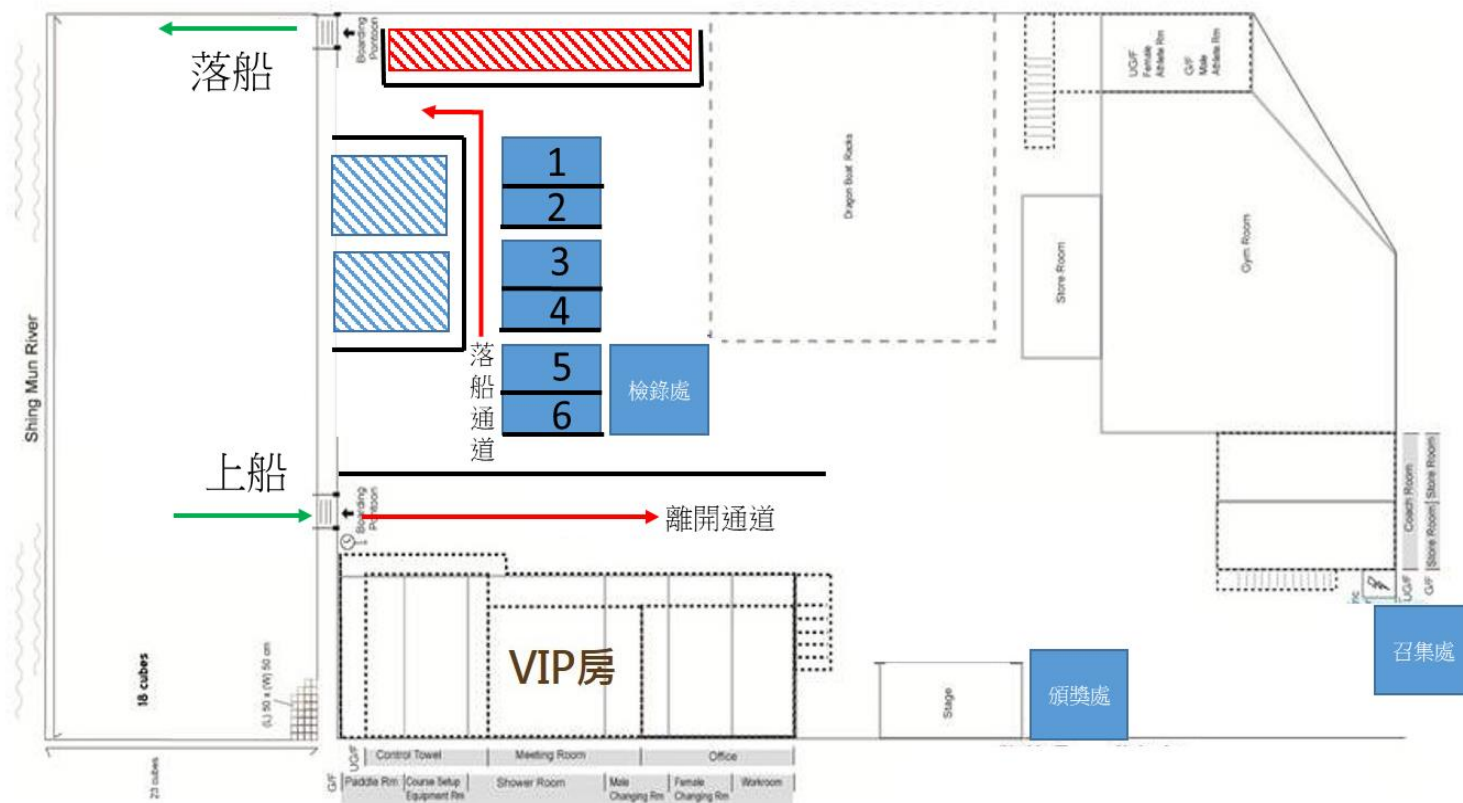 落船
Boarding
Pontoon
UG/F
Female
Athlete Rm
G/F
Male
Athlete Rm
1
2
3
4
5
6
檢錄處
落船通道
Dragon Boat Racks
Store Room
Gym Room
Shing Mun River
上船
Boarding
Pontoon
離開通道
Coach Room
Store Room
Store Room
UG/F
G/F
召集處
18 cubes
(L) 50 x (W) 50 cm
VIP房
Stage
頒獎處
23 cubes
UG/F
Control Towel
Meeting Room
Office
G/F
Paddle Rm
Course Setup
Equipment Rm
Shower Room
Male
Changing Rm
Female
Changing Rm
Workroom